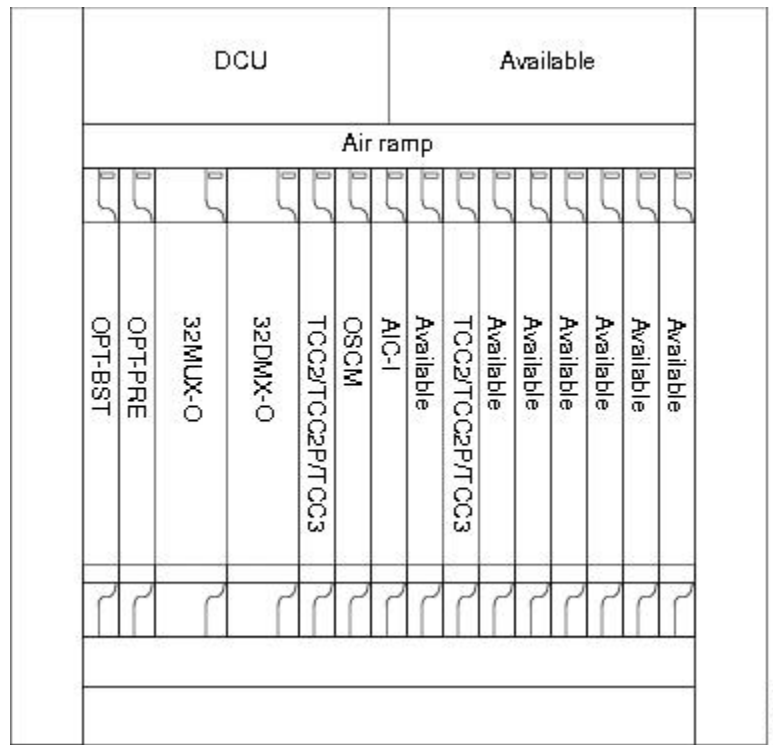 DCU
Available
Air ramp
OPT-BST
OPT-PRE
32MUX-O
32DMX-O
TCC2/TCC2P/TCC3
OSCM
AIC-I
Available
TCC2/TCC2P/TCC3
Available
Available
Available
Available
Available
Available